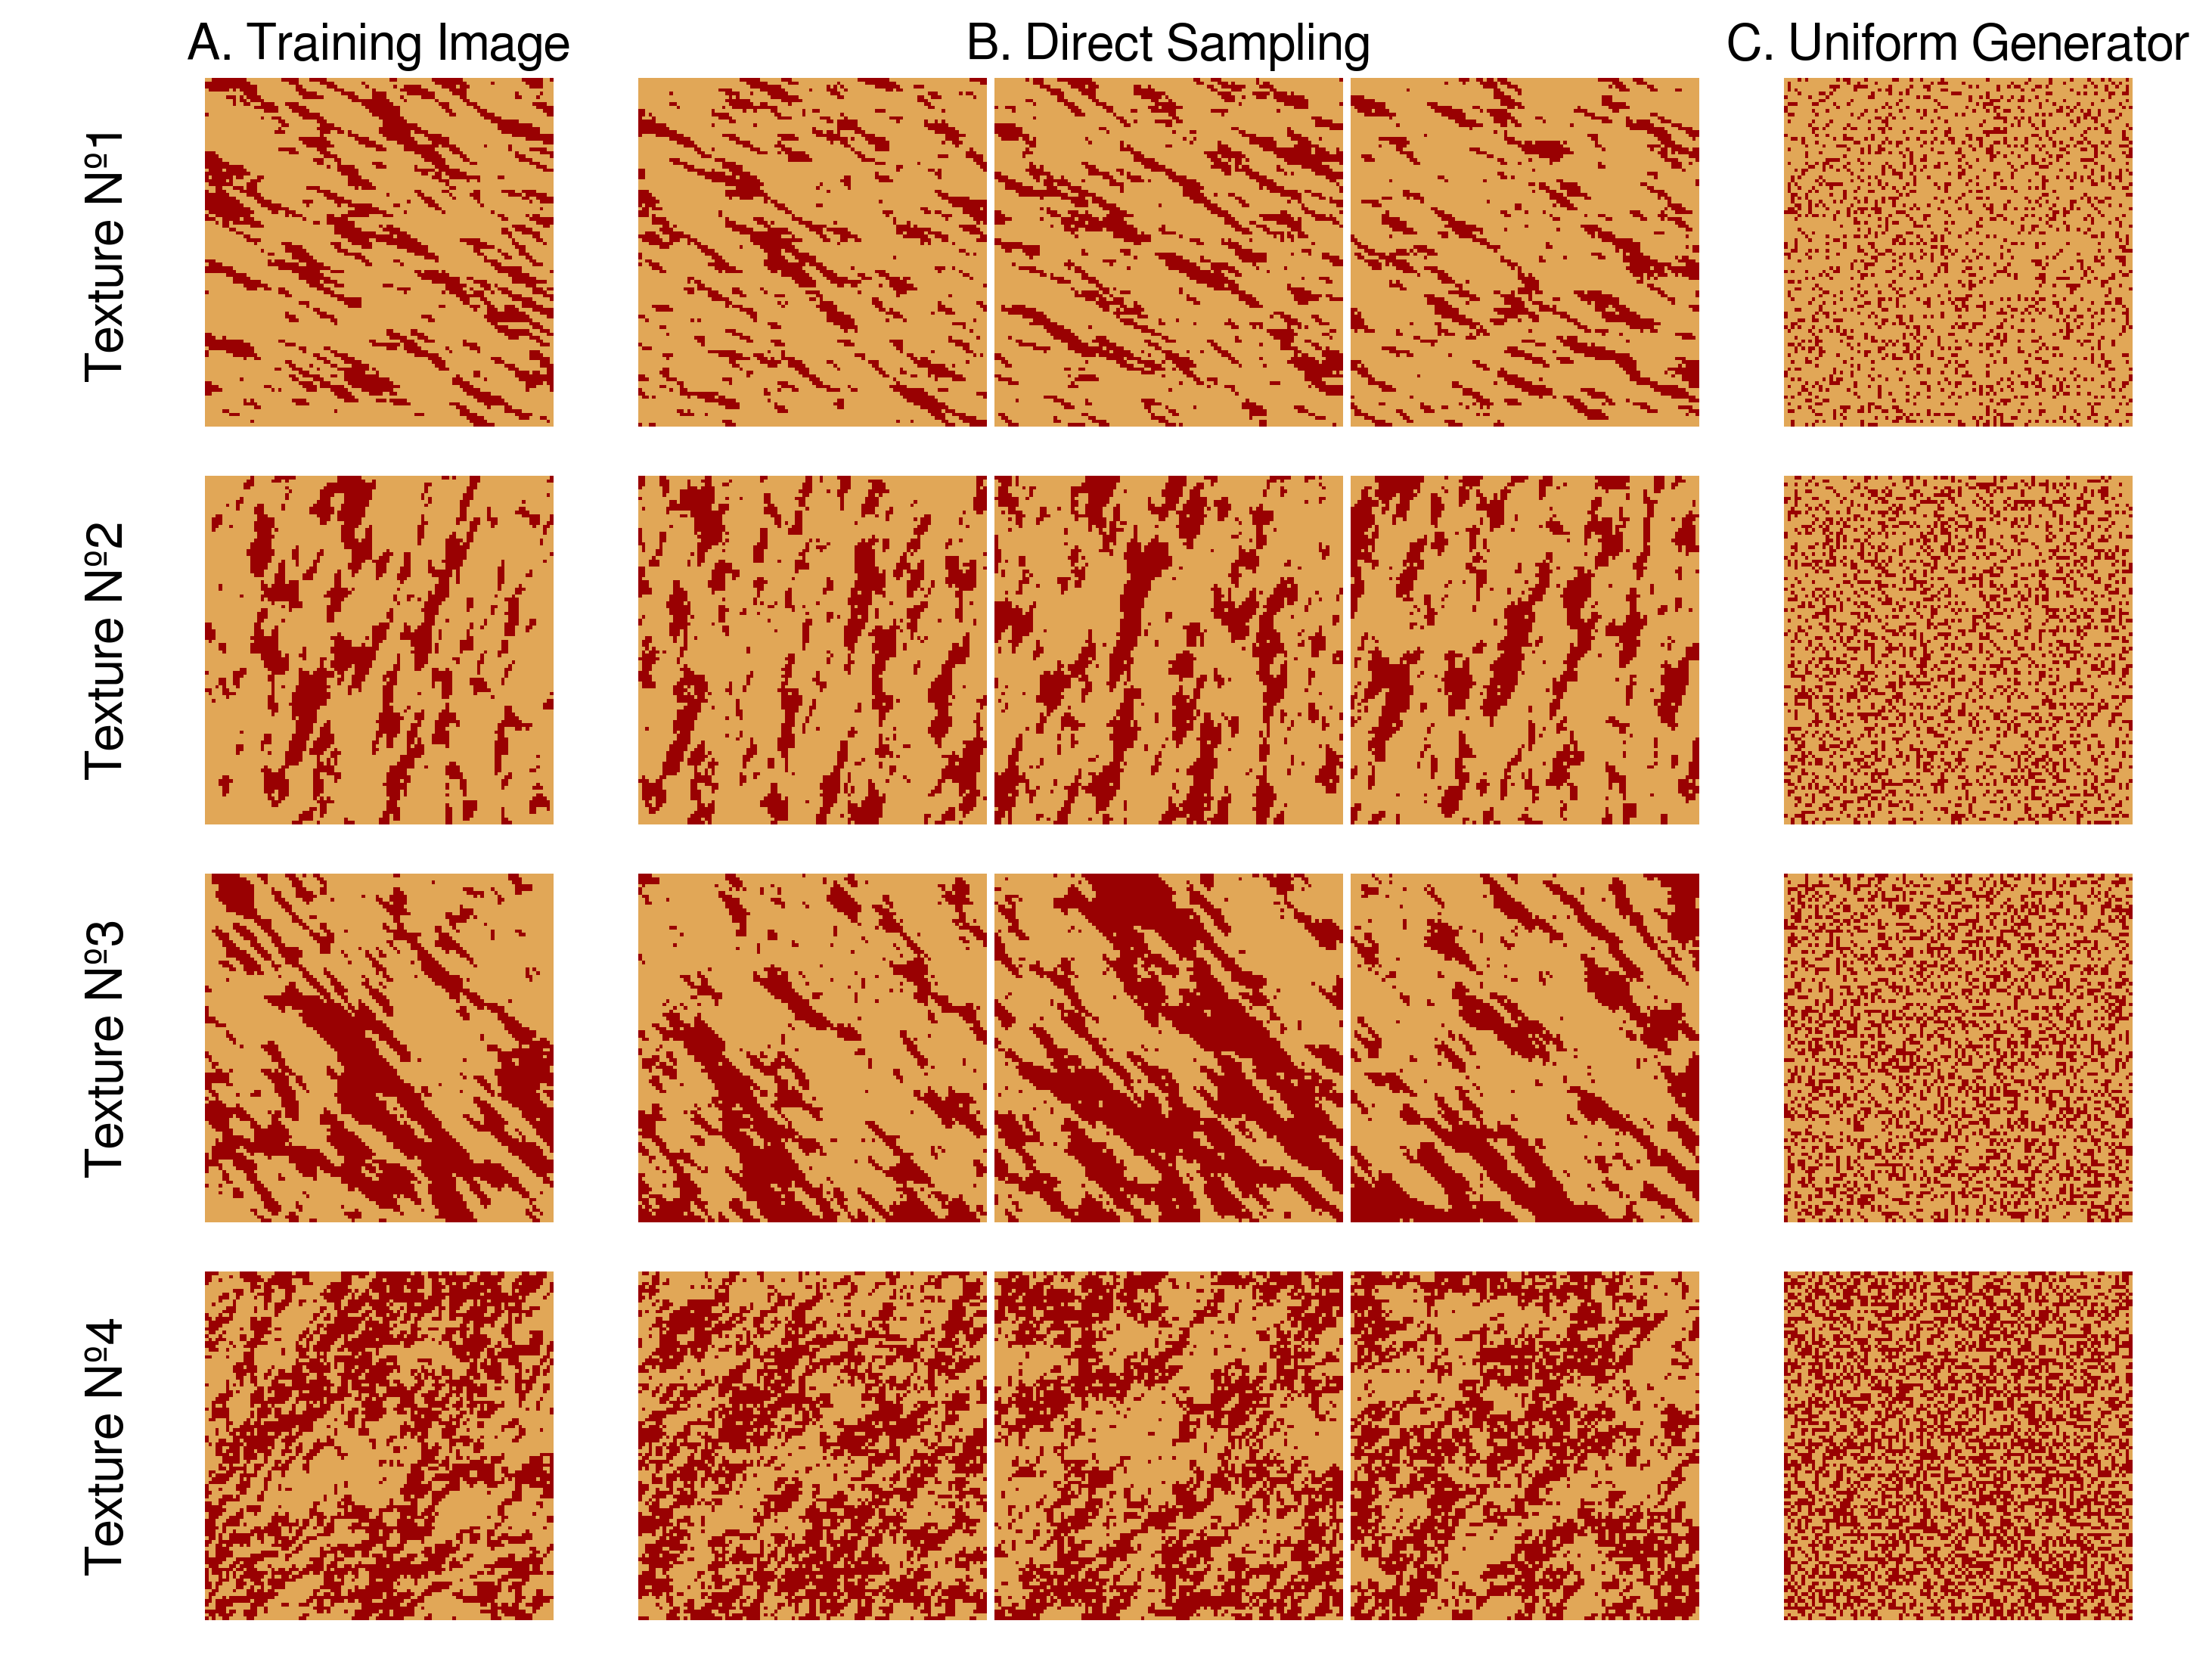 A. Training Image
B. Direct Sampling
C. Uniform Generator
Texture Nº1
Texture Nº2
Texture Nº3
Texture Nº4